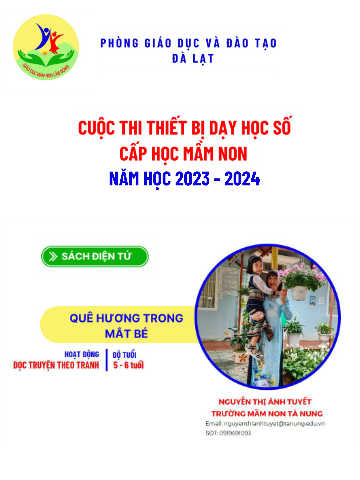 PHÒNG GIÁO DỤC VÀ ĐÀO TẠO
ĐÀ LẠT
CUỘC THI THIẾT BỊ DẠY HỌC SỐ
CẤP HỌC MẦM NON
NĂM HỌC 2023 - 2024
SÁCH ĐIỆN TỬ
QUÊ HƯƠNG TRONG
MẮT BÉ
HOẠT ĐỘNG
ĐỌC TRUYỆN THEO TRANH
ĐỘ TUỔI
5 - 6 tuổi
NGUYỄN THỊ ÁNH TUYẾT
TRƯỜNG MẦM NON TÀ NUNG
Email:
SĐT: